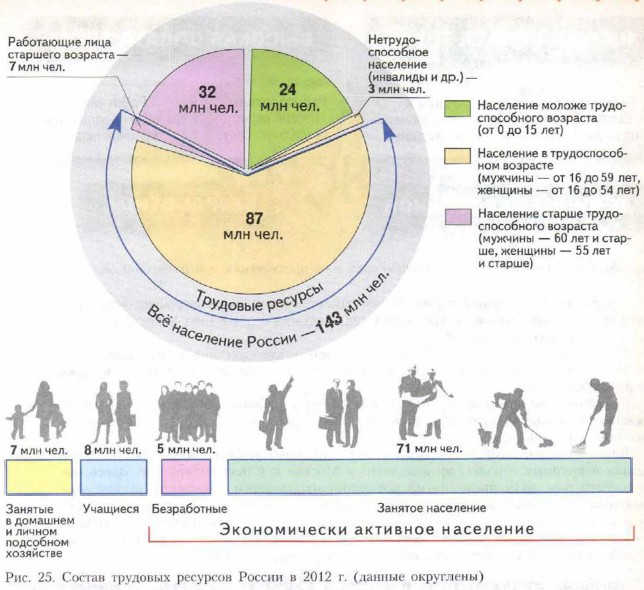 Работающие лица
старшего возраста—
7 млн чел.
Нетрудо-
способное
население
(инвалиды и др.)—
3 млн чел.
32
млн чел.
24
млн чел.
87
млн чел.
Трудовые ресурсы
Всё население России — 143 млн чел.
Население моложе трудо-
способного возраста
(от 0 до 15 лет)
Население в трудоспособ-
ном возрасте
(мужчины — от 16 до 59 лет,
женщины — от 16 до 54 лет)
Население старше трудо-
способного возраста
(мужчины — 60 лет и стар-
ше, женщины — 55 лет
и старше)
7 млн чел.
8 млн чел.
5 млн чел.
71 млн чел.
Занятые
в домашнем
и личном
подсобном
хозяйстве
Учащиеся
Безработные
Занятое население
Экономически активное население
Рис. 25. Состав трудовых ресурсов России в 2012 г. (данные округлены)